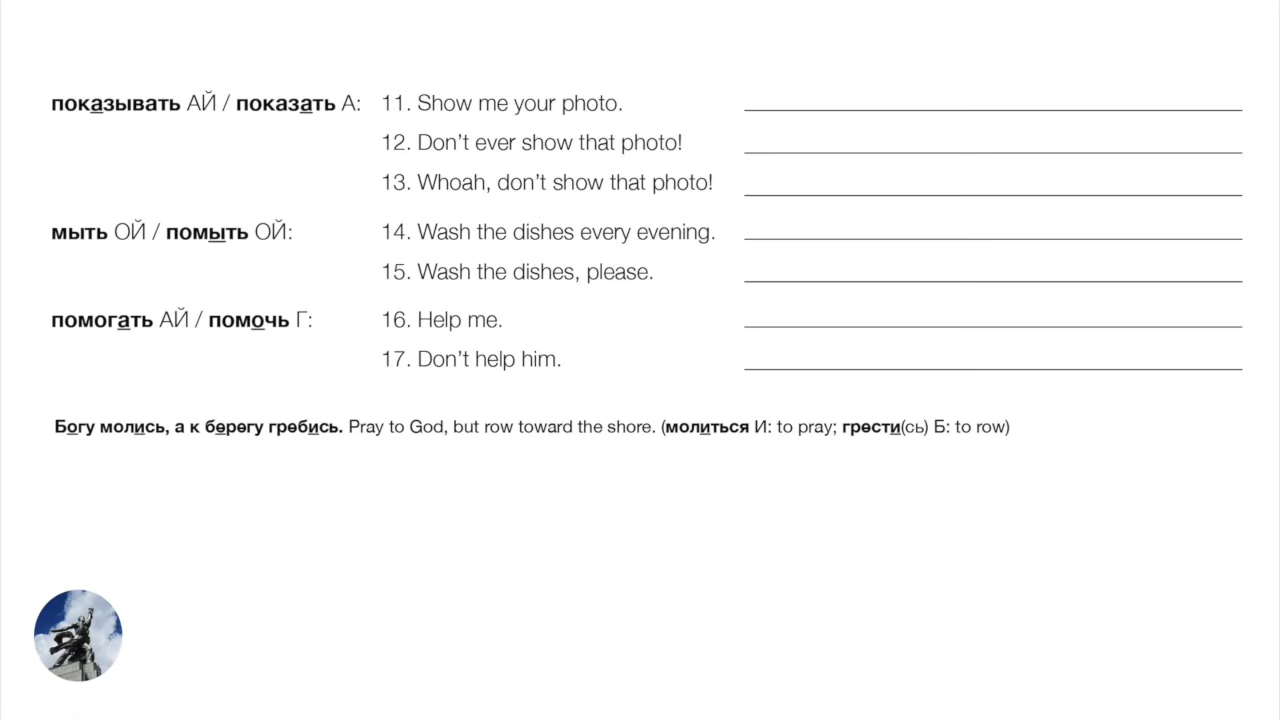 показывать АЙ / показать А: 11. Show me your photo.
12. Don’t ever show that photo!
13. Whoah, don’t show that photo!
мыть ОЙ / помыть ОЙ: 14. Wash the dishes every evening.
15. Wash the dishes, please.
помогать АЙ / помочь Г: 16. Help me.
17. Don’t help him.
Богу молись, а к берегу гребись. Pray to God, but row toward the shore. (молиться И: to pray; грести(сь) Б: to row)